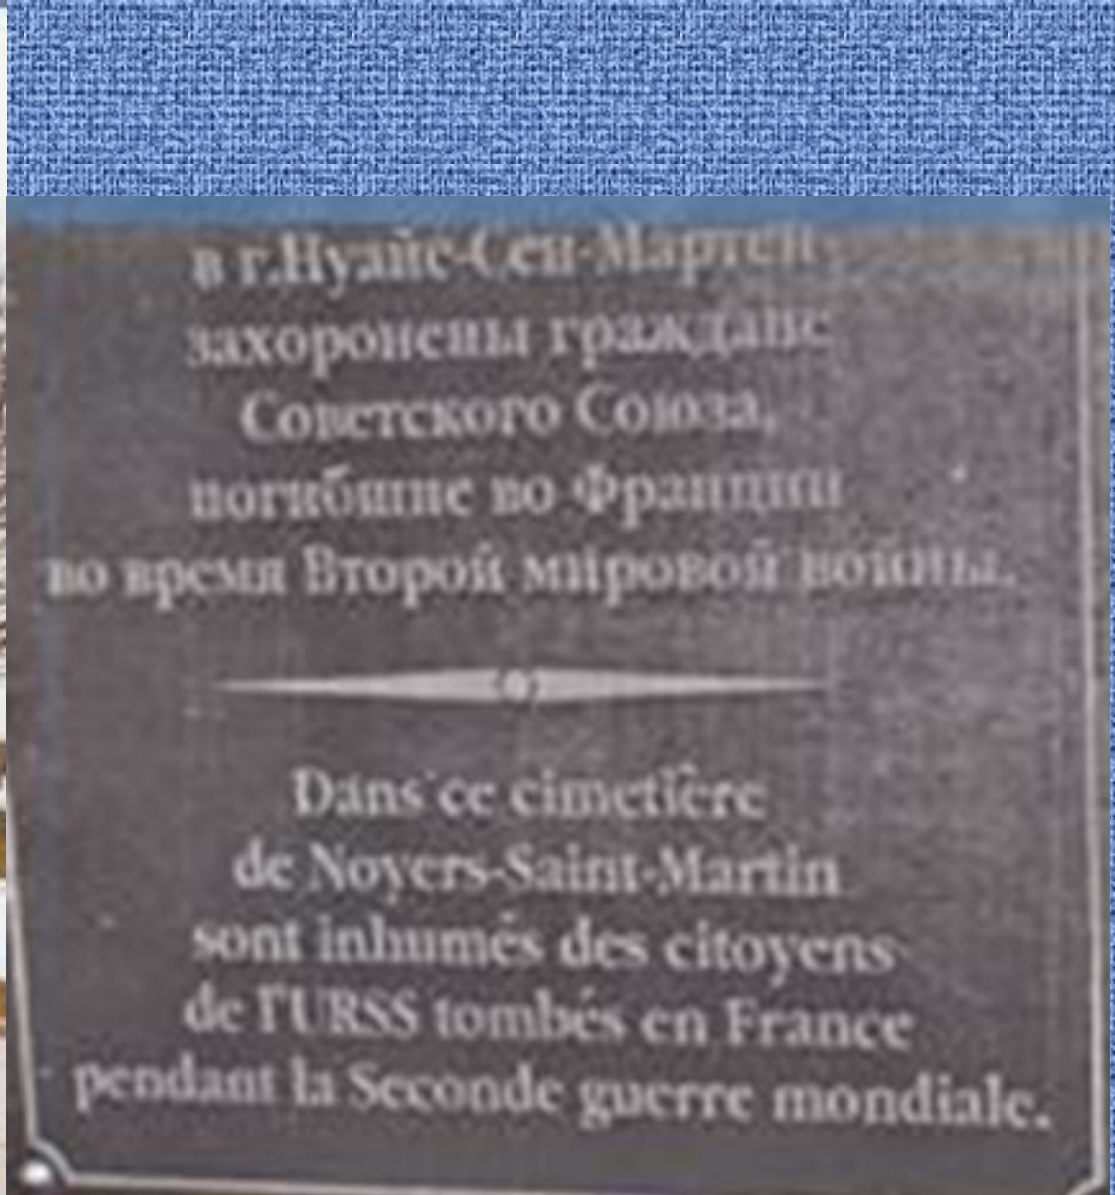 в г.Нуайе-Сен-Мартен
захоронены граждане
Советского Союза,
погибшие во Франции
во время Второй мировой войны.
Dans ce cimetière
de Noyers-Saint-Martin
sont inhumés des citoyens
de l'URSS tombés en France
pendant la Seconde guerre mondiale.